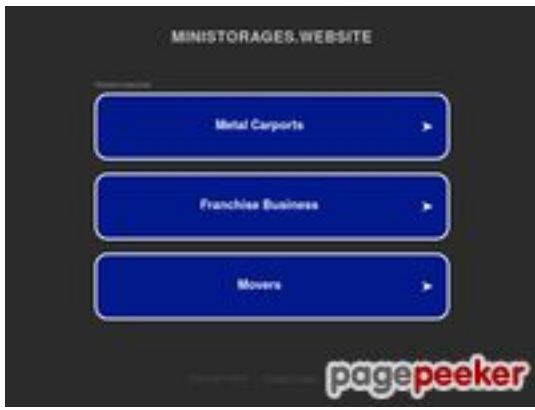 MINISTORAGES.WEBSITE
Metal Carports
Franchise Business
Movers
pagepeeker